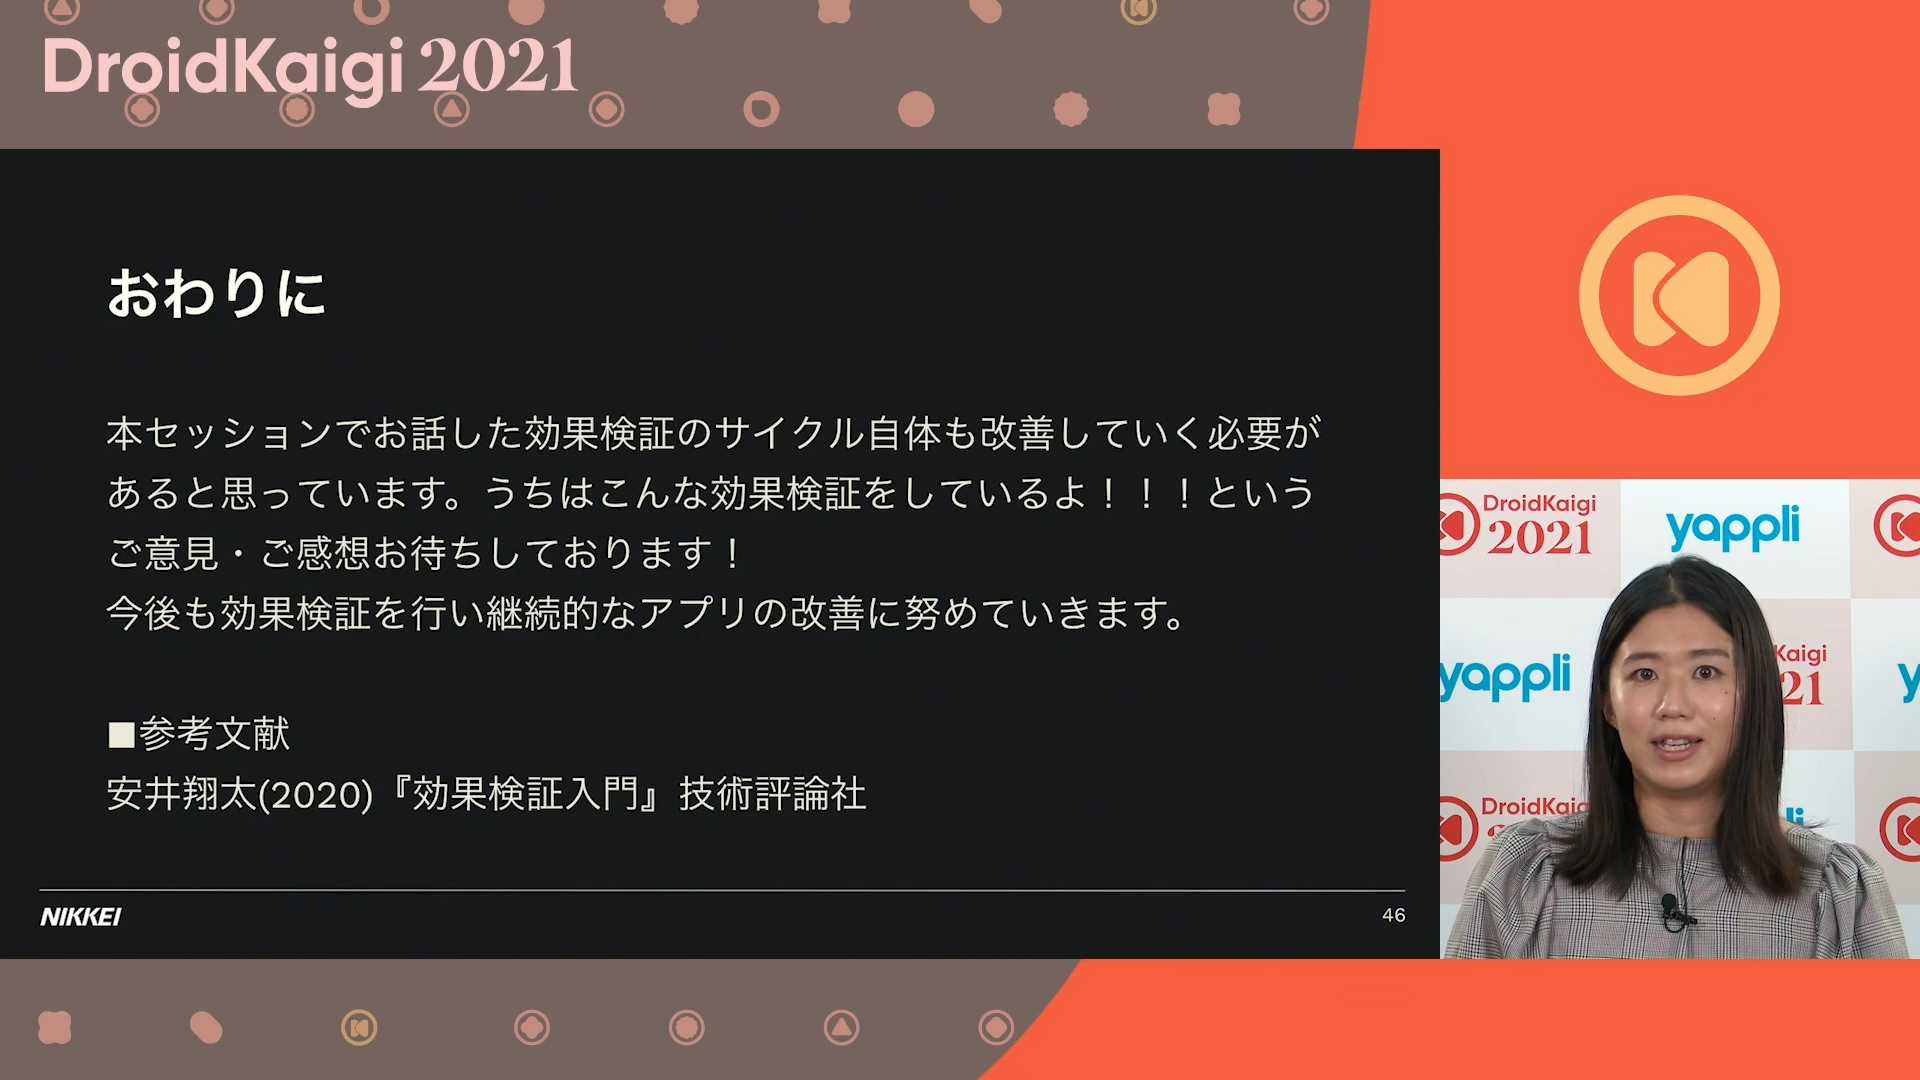 DroidKaigi 2021
おわりに
本セッションでお話した効果検証のサイクル自体も改善していく必要が
あると思っています。うちはこんな効果検証をしているよ！！！という
ご意見・ご感想お待ちしております！
今後も効果検証を行い継続的なアプリの改善に努めていきます。
■参考文献
安井翔太(2020)『効果検証入門』技術評論社
NIKKEI
46
DroidKaigi
2021
yappli
yappli
Kaigi
21
y
DroidKaig
li